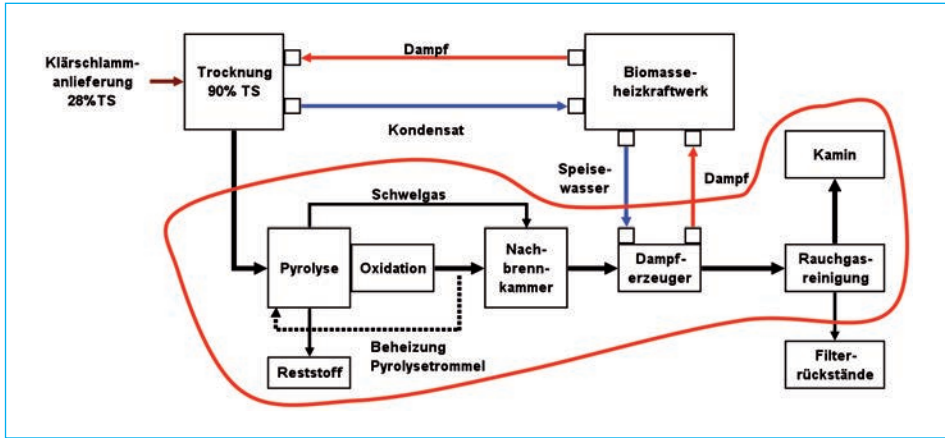 Klärschlamm-
anlieferung
28%TS
Trocknung
90% TS
Dampf
Kondensat
Biomasse-
heizkraftwerk
Speise-
wasser
Dampf
Kamin
Schwelgas
Pyrolyse
Oxidation
Nach-
brenn-
kammer
Dampf-
erzeuger
Rauchgas-
reinigung
Beheizung
Pyrolysetrommel
Reststoff
Filter-
rückstände